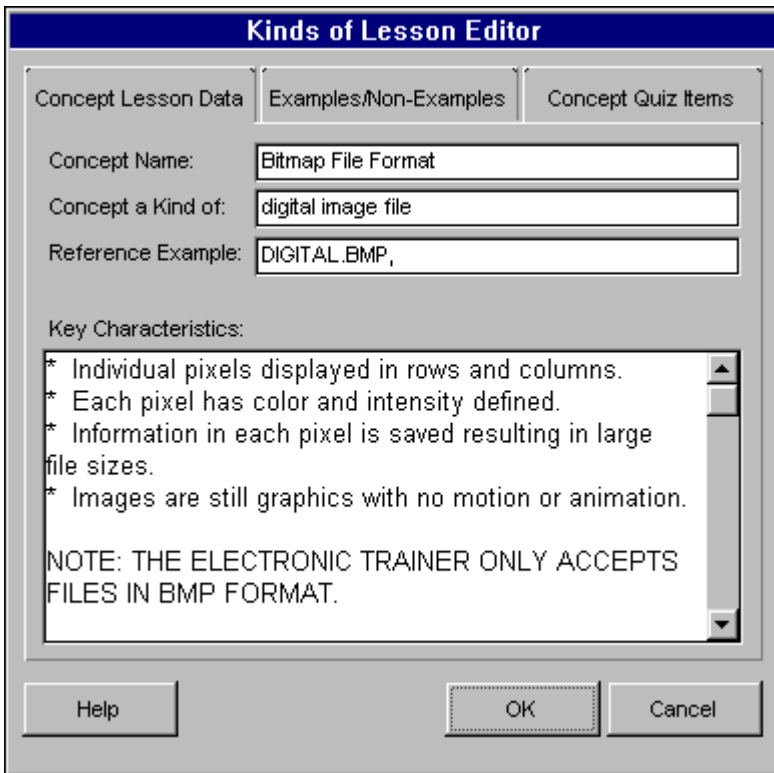 Kinds of Lesson Editor
Concept Lesson Data Examples/Non-Examples Concept Quiz Items
Concept Name: Bitmap File Format
Concept a Kind of: digital image file
Reference Example: DIGITAL.BMP,
Key Characteristics:
* Individual pixels displayed in rows and columns.
* Each pixel has color and intensity defined.
* Information in each pixel is saved resulting in large
file sizes.
* Images are still graphics with no motion or animation.
NOTE: THE ELECTRONIC TRAINER ONLY ACCEPTS
FILES IN BMP FORMAT.
Help OK Cancel